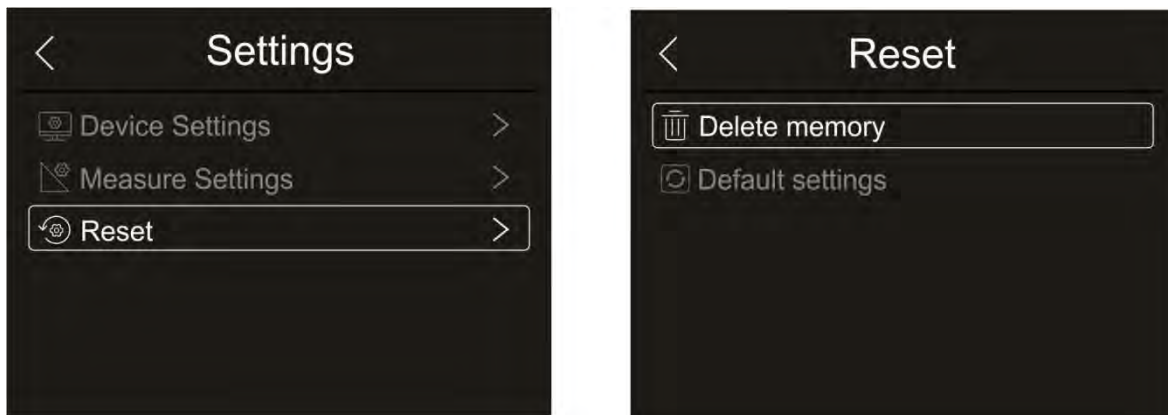 Settings
Device Settings
Measure Settings
Reset
Reset
Delete memory
Default settings